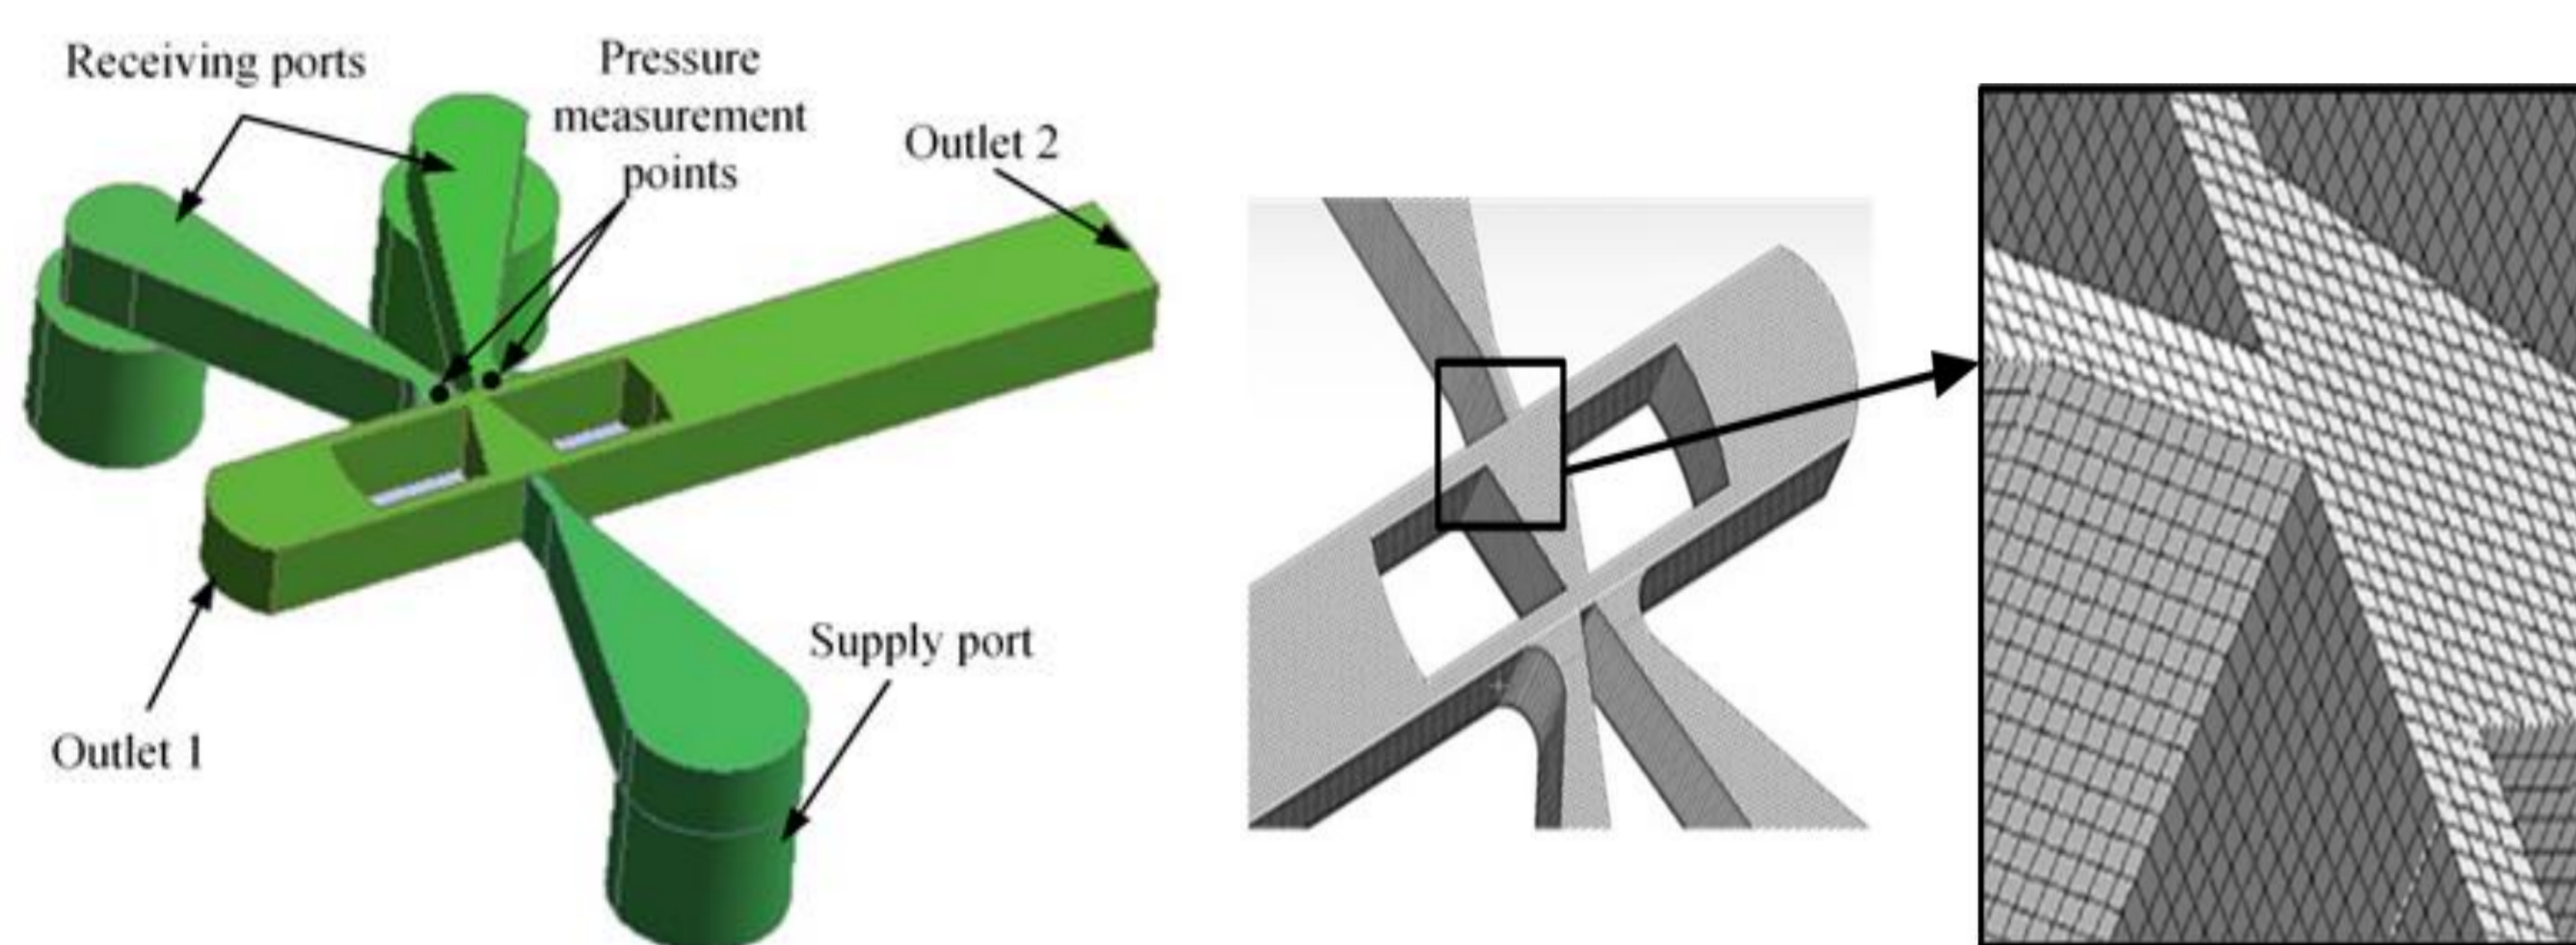 Receiving ports
Pressure
measurement
points
Outlet 2
Supply port
Outlet 1